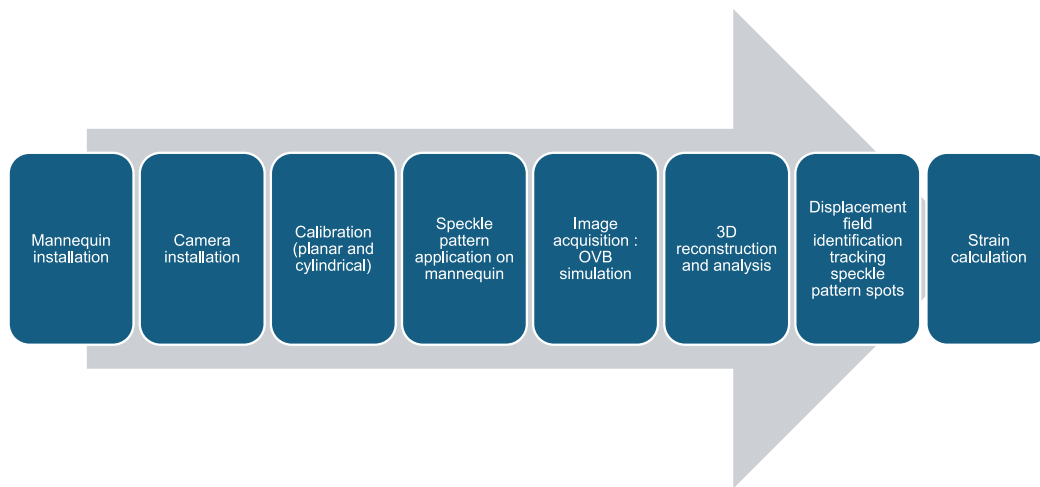 Mannequin
installation
Camera
installation
Calibration
(planar and
cylindrical)
Speckle
pattern
application on
mannequin
Image
acquisition :
OVB
simulation
3D
reconstruction
and analysis
Displacement
field
identification
tracking
speckle
pattern spots
Strain
calculation